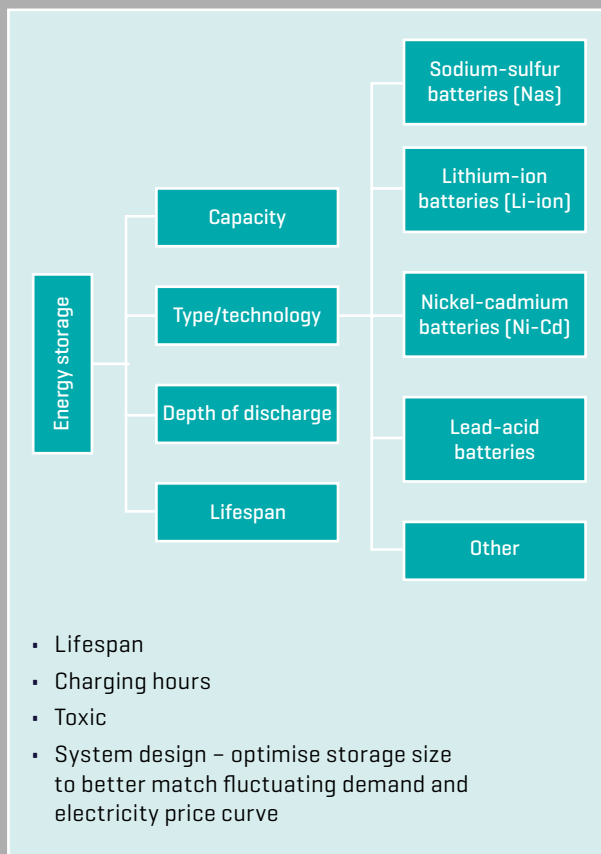 Energy storage
Capacity
Type/technology
Depth of discharge
Lifespan
Sodium-sulfur
batteries (Nas)
Lithium-ion
batteries (Li-ion)
Nickel-cadmium
batteries (Ni-Cd)
Lead-acid
batteries
Other
▪ Lifespan
▪ Charging hours
▪ Toxic
▪ System design – optimise storage size
to better match fluctuating demand and
electricity price curve